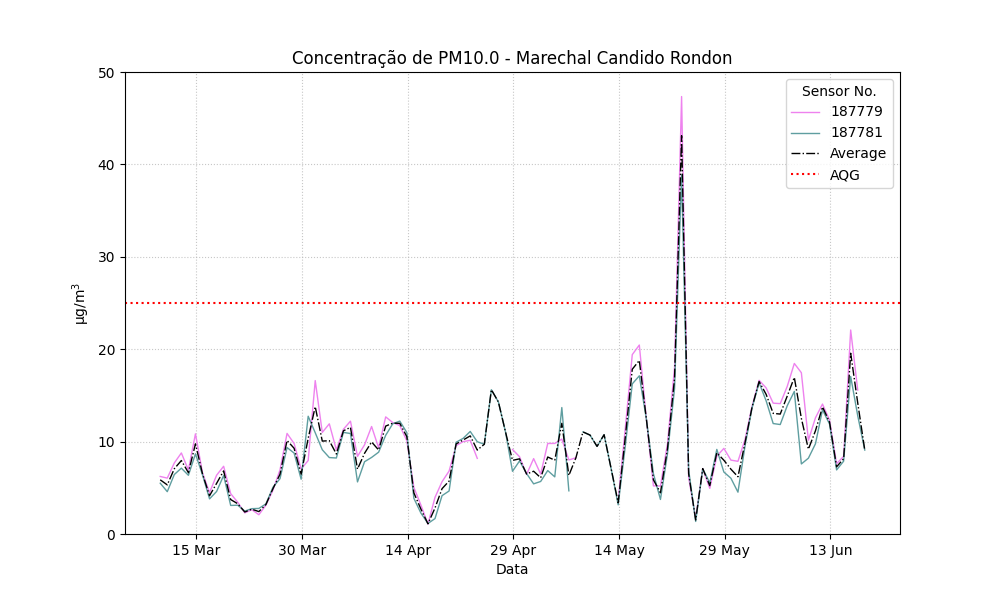 Concentração de PM10.0 - Marechal Candido Rondon
Sensor No.
187779
187781
Average
AQG
50
40
30
20
10
0
µg/m³
15 Mar
30 Mar
14 Apr
29 Apr
14 May
29 May
13 Jun
Data